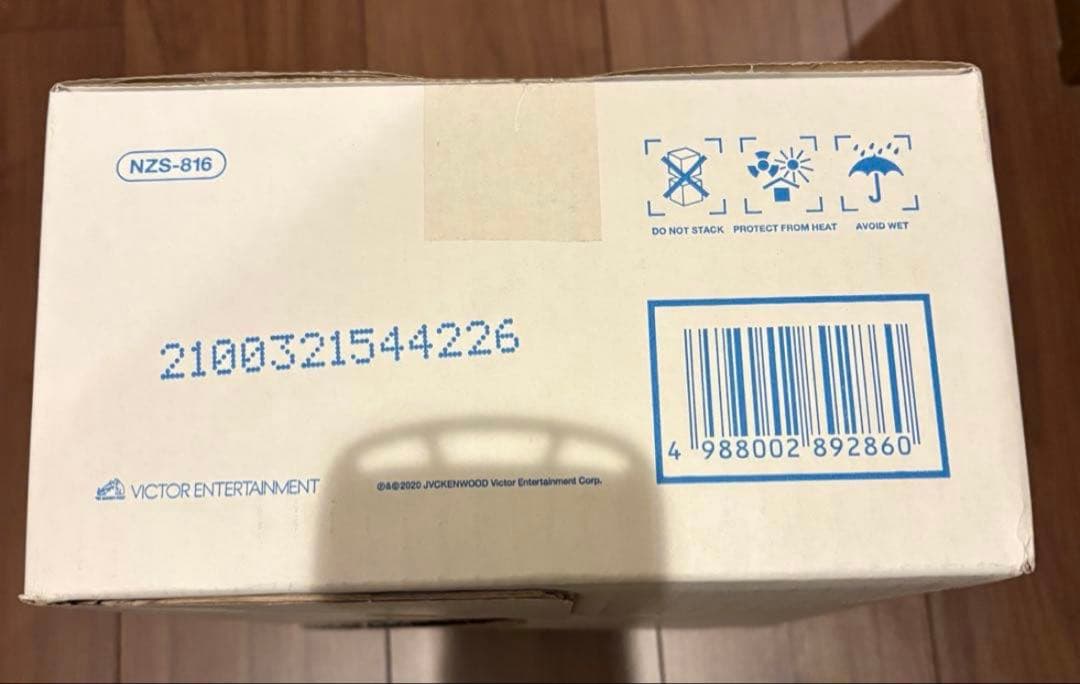 NZS-816
DO NOT STACK
PROTECT FROM HEAT
AVOID WET
2100321544226
4 988002 892860
VICTOR ENTERTAINMENT
℗&©2020 JVCKENWOOD Victor Entertainment Corp.